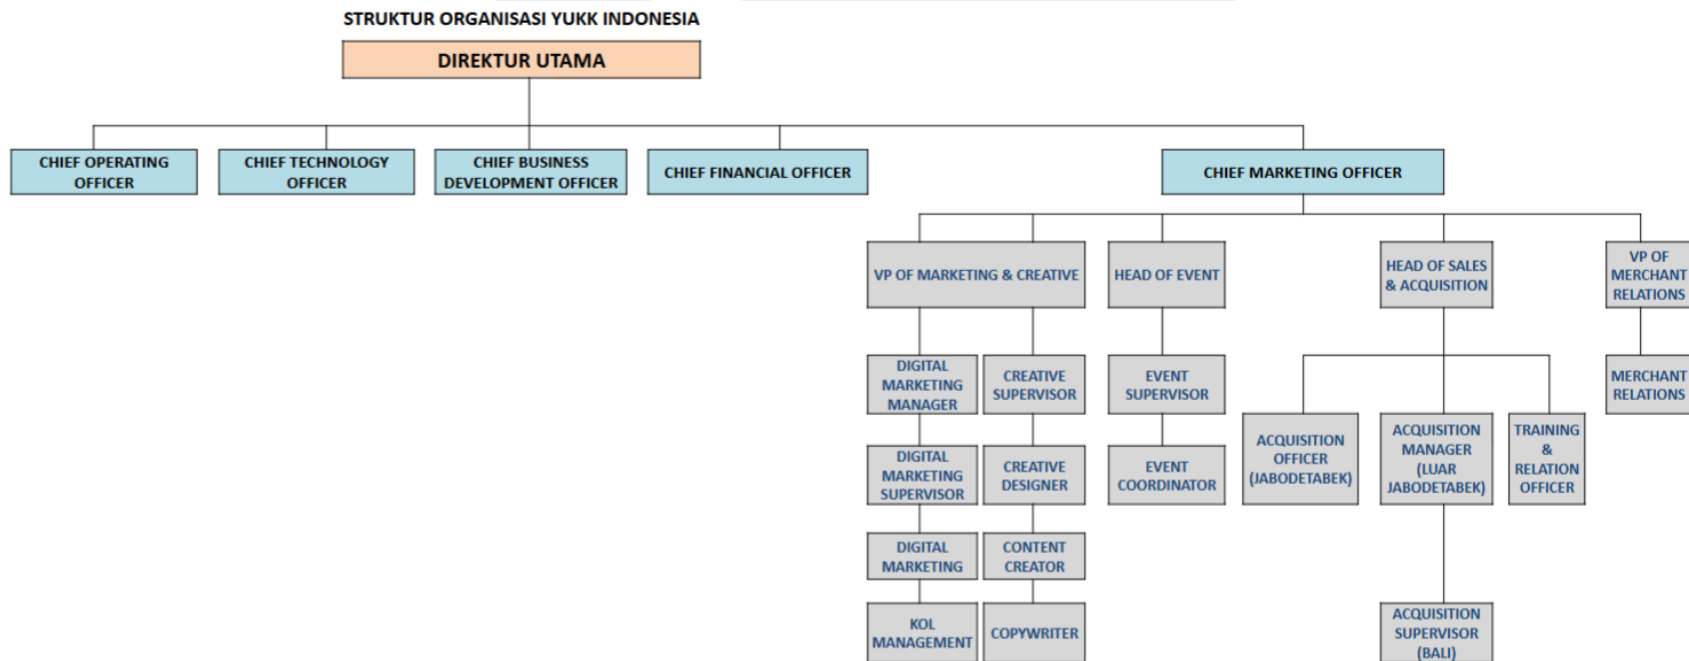 STRUKTUR ORGANISASI YUKK INDONESIA
DIREKTUR UTAMA
CHIEF OPERATING
OFFICER
CHIEF TECHNOLOGY
OFFICER
CHIEF BUSINESS
DEVELOPMENT OFFICER
CHIEF FINANCIAL OFFICER
CHIEF MARKETING OFFICER
VP OF MARKETING & CREATIVE
HEAD OF EVENT
HEAD OF SALES
& ACQUISITION
VP OF
MERCHANT
RELATIONS
DIGITAL
MARKETING
MANAGER
CREATIVE
SUPERVISOR
EVENT
SUPERVISOR
MERCHANT
RELATIONS
ACQUISITION
OFFICER
(JABODETABEK)
ACQUISITION
MANAGER
(LUAR
JABODETABEK)
TRAINING
&
RELATION
OFFICER
DIGITAL
MARKETING
SUPERVISOR
CREATIVE
DESIGNER
EVENT
COORDINATOR
DIGITAL
MARKETING
CONTENT
CREATOR
KOL
MANAGEMENT
COPYWRITER
ACQUISITION
SUPERVISOR
(BALI)